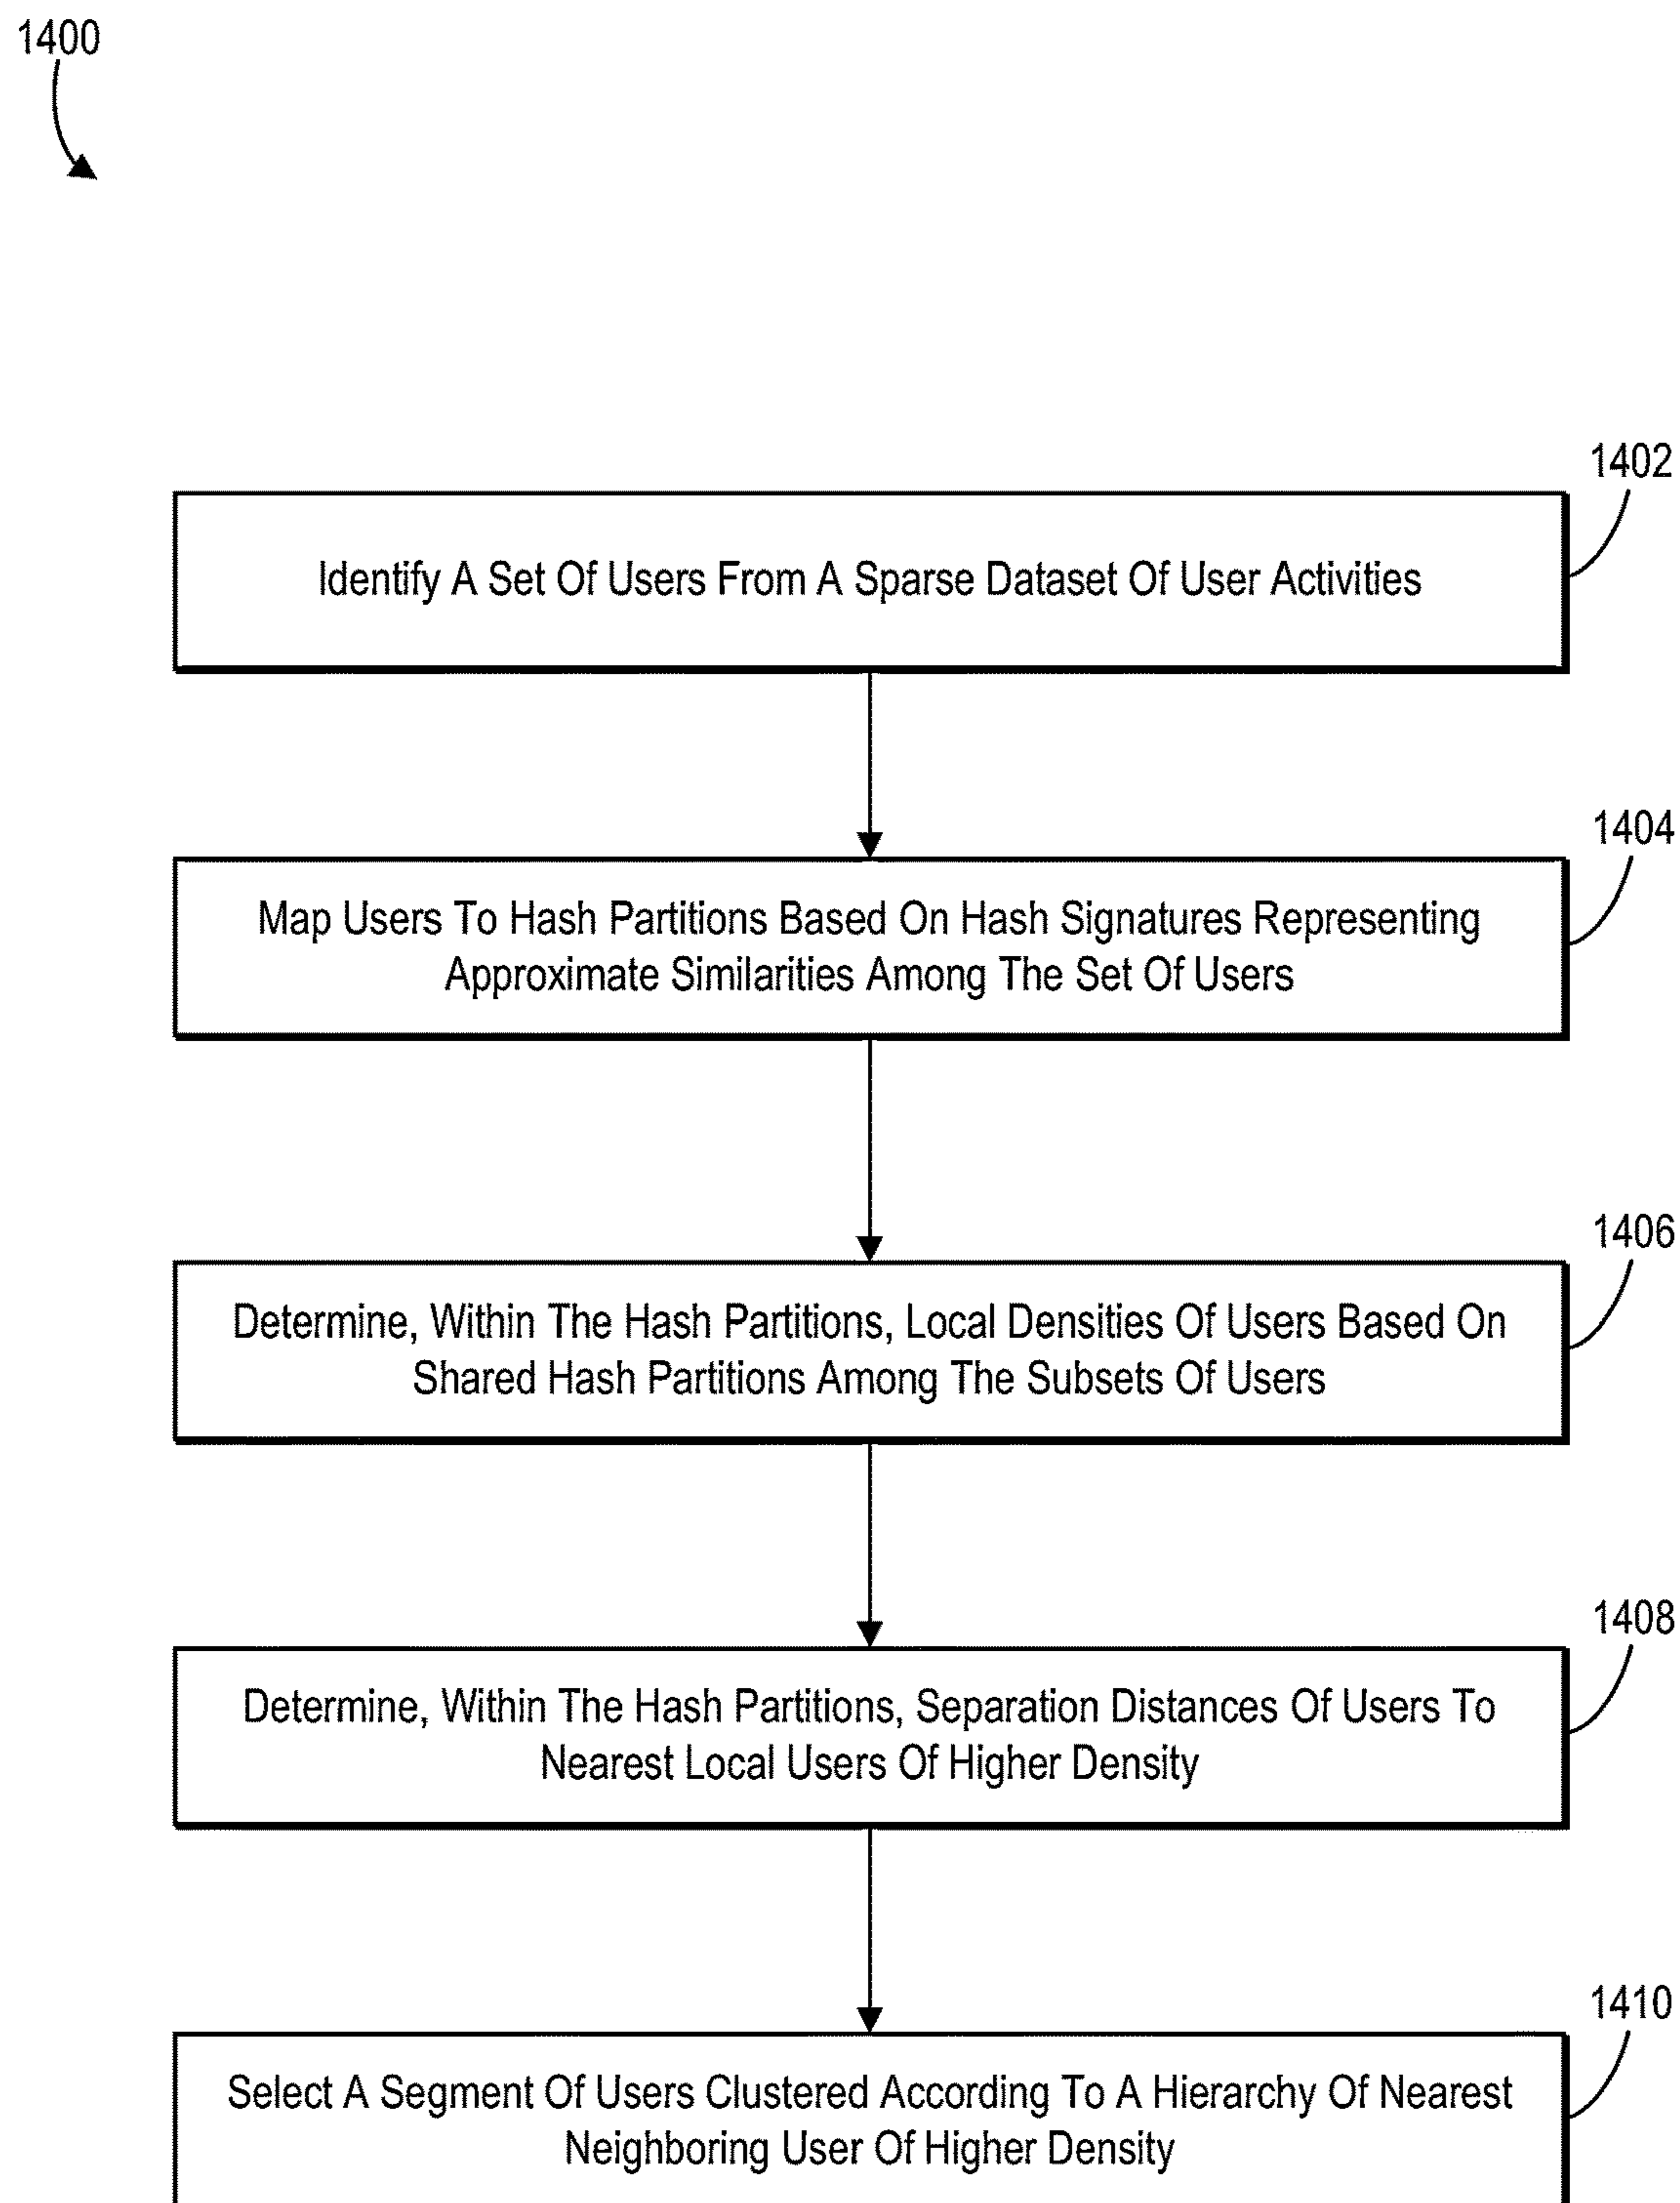 1400
1402
Identify A Set Of Users From A Sparse Dataset Of User Activities
1404
Map Users To Hash Partitions Based On Hash Signatures Representing
Approximate Similarities Among The Set Of Users
1406
Determine, Within The Hash Partitions, Local Densities Of Users Based On
Shared Hash Partitions Among The Subsets Of Users
1408
Determine, Within The Hash Partitions, Separation Distances Of Users To
Nearest Local Users Of Higher Density
1410
Select A Segment Of Users Clustered According To A Hierarchy Of Nearest
Neighboring User Of Higher Density